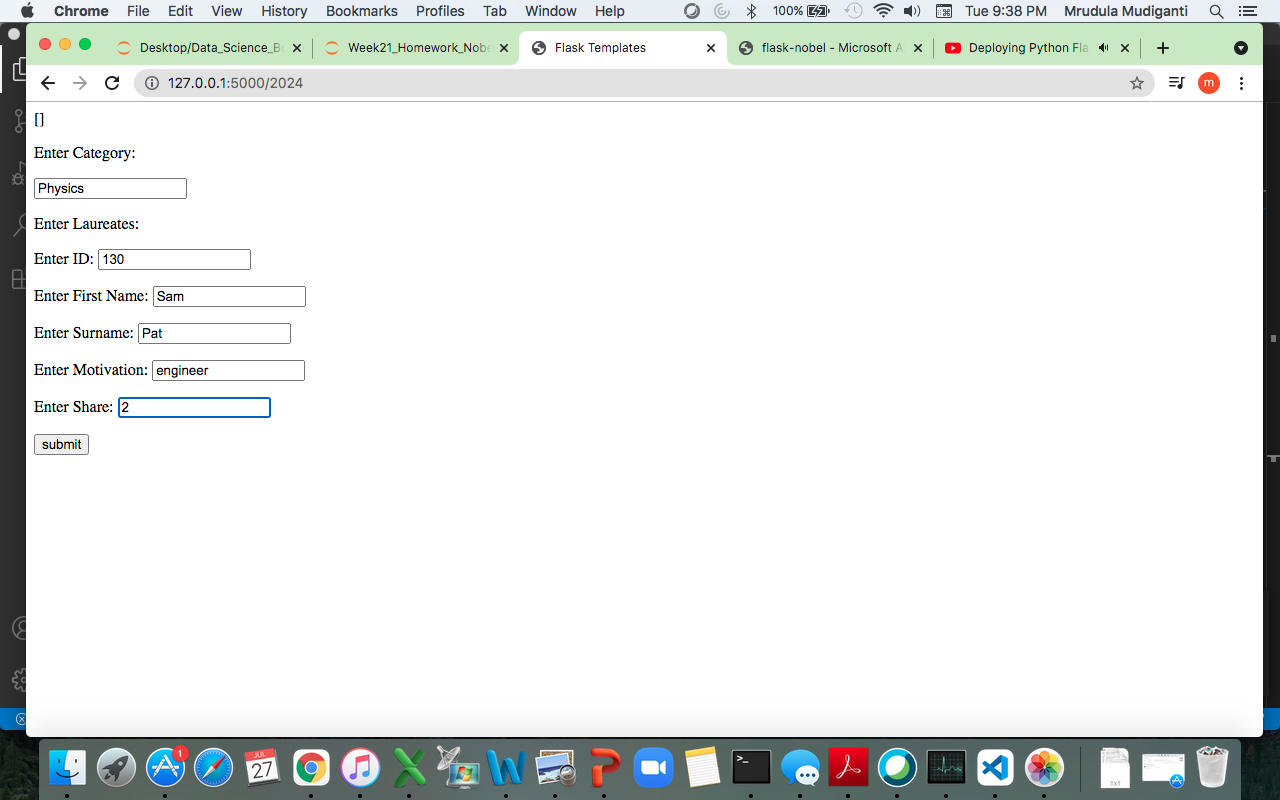 Chrome File Edit View History Bookmarks Profiles Tab Window Help 100% Tue 9:38 PM Mrudula Mudiganti
Desktop/Data_Science_B Week21_Homework_Nob Flask Templates flask-nobel - Microsoft A Deploying Python Fla
127.0.0.1:5000/2024 m
[]
Enter Category:
Physics
Enter Laureates:
Enter ID: 130
Enter First Name: Sam
Enter Surname: Pat
Enter Motivation: engineer
Enter Share: 2
submit
1
JUL
27
>_
TXT